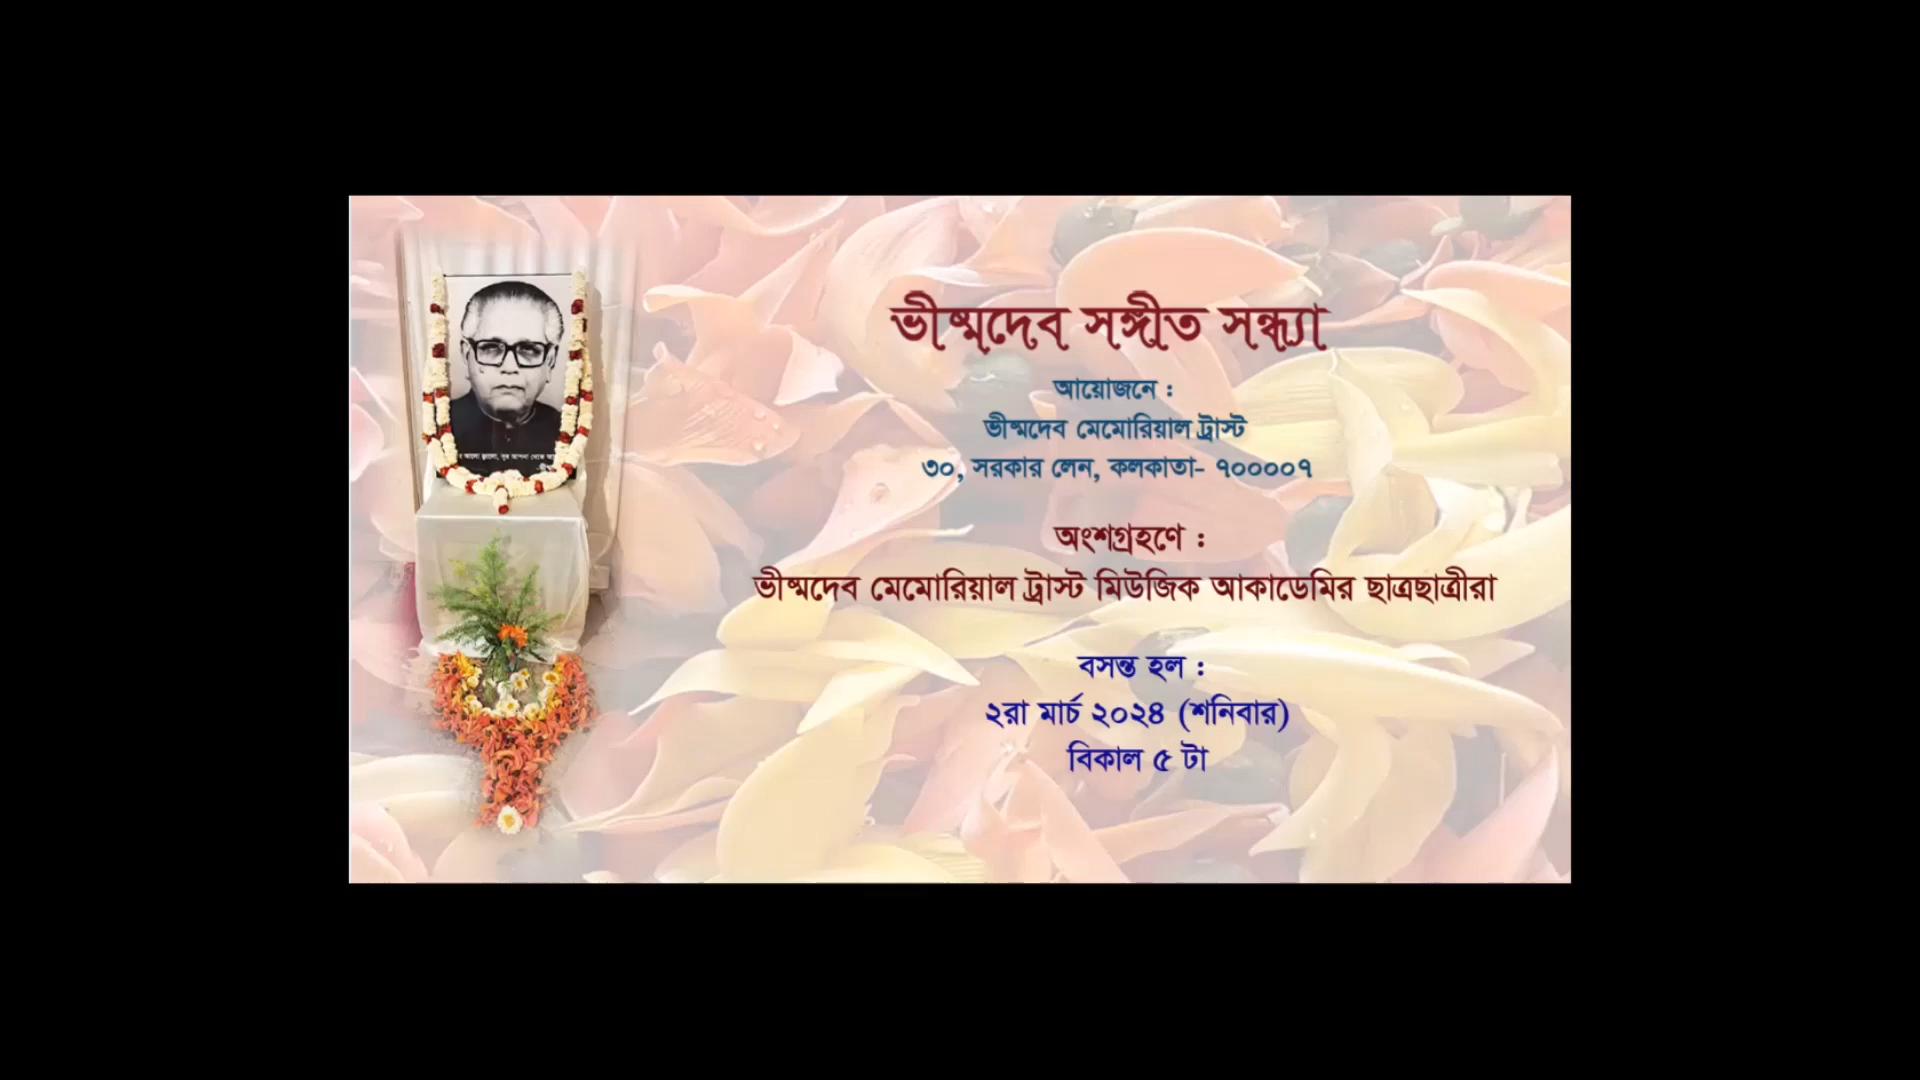 ভীষ্মদেব সঙ্গীত সন্ধ্যা
আয়োজনে :
ভীষ্মদেব মেমোরিয়াল ট্রাস্ট
৩০, সরকার লেন, কলকাতা- ৭০০০০৭
অংশগ্রহণে :
ভীষ্মদেব মেমোরিয়াল ট্রাস্ট মিউজিক আকাডেমির ছাত্রছাত্রীরা
বসন্ত হল :
২রা মার্চ ২০২৪ (শনিবার)
বিকাল ৫ টা